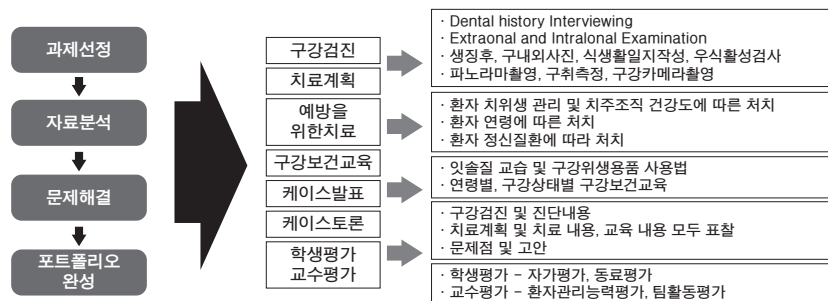 과제선정
자료분석
문제해결
포트폴리오
완성
구강검진
치료계획
예방을
위한치료
구강보건교육
케이스발표
케이스토론
학생평가
교수평가
· Dental history Interviewing
· Extraonal and Intralonal Examination
· 생징후, 구내외사진, 식생활일지작성, 우식활성검사
· 파노라마촬영, 구취측정, 구강카메라촬영
· 환자 치위생 관리 및 치주조직 건강도에 따른 처치
· 환자 연령에 따른 처치
· 환자 정신질환에 따라 처치
· 잇솔질 교습 및 구강위생용품 사용법
· 연령별, 구강상태별 구강보건교육
· 구강검진 및 진단내용
· 치료계획 및 치료 내용, 교육 내용 모두 표찰
· 문제점 및 고안
· 학생평가 – 자가평가, 동료평가
· 교수평가 – 환자관리능력평가, 팀활동평가